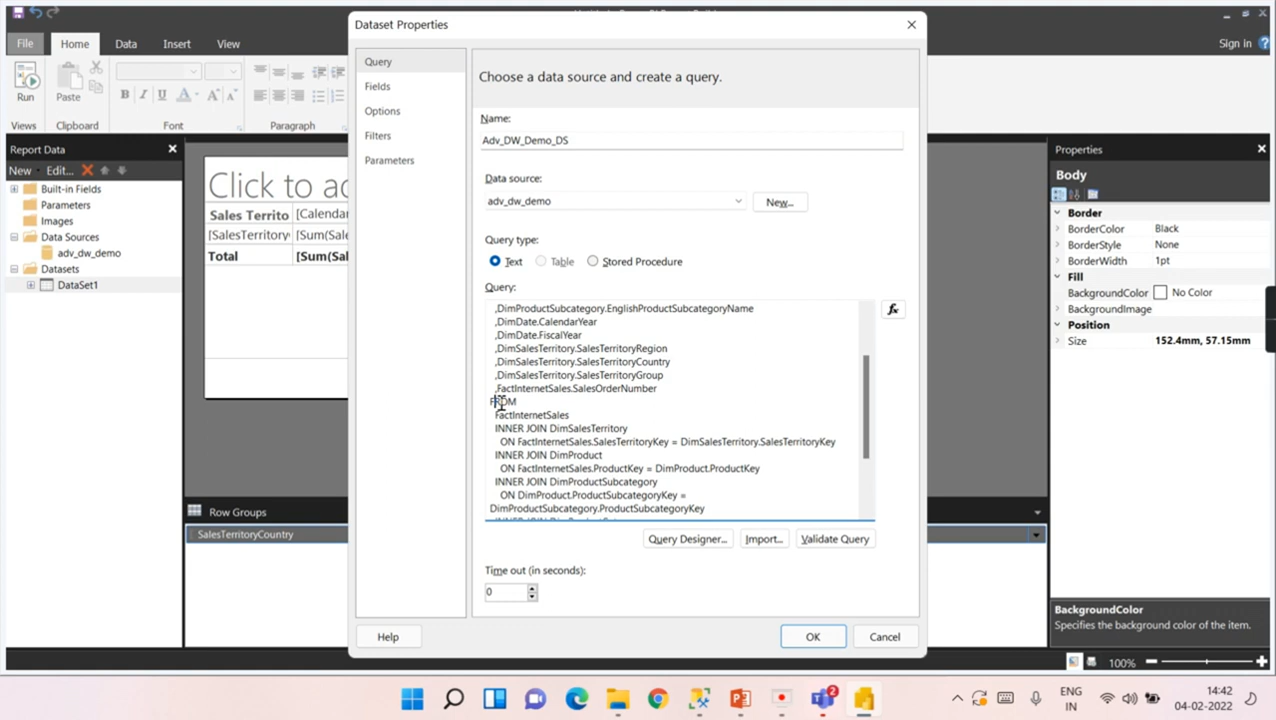 Dataset Properties
File
Home
Data
Insert
View
Sign in
Run
Paste
B
I
U
A
Views
Clipboard
Font
Paragraph
Report Data
New
Edit...
Built-in Fields
Parameters
Images
Data Sources
adv_dw_demo
Datasets
DataSet1
Click to ad
Sales Territo
[Calenda
[SalesTerritory
[Sum(Sal
Total
[Sum(Sa
Query
Fields
Options
Filters
Parameters
Choose a data source and create a query.
Name:
Adv_DW_Demo_DS
Data source:
adv_dw_demo
New...
Query type:
Text
Table
Stored Procedure
Query:
,DimProductSubcategory.EnglishProductSubcategoryName
,DimDate.CalendarYear
,DimDate.FiscalYear
,DimSalesTerritory.SalesTerritoryRegion
,DimSalesTerritory.SalesTerritoryCountry
,DimSalesTerritory.SalesTerritoryGroup
,FactInternetSales.SalesOrderNumber
FROM
FactInternetSales
INNER JOIN DimSalesTerritory
ON FactInternetSales.SalesTerritoryKey = DimSalesTerritory.SalesTerritoryKey
INNER JOIN DimProduct
ON FactInternetSales.ProductKey = DimProduct.ProductKey
INNER JOIN DimProductSubcategory
ON DimProduct.ProductSubcategoryKey =
DimProductSubcategory.ProductSubcategoryKey
fx
Query Designer...
Import...
Validate Query
Time out (in seconds):
0
Help
OK
Cancel
Row Groups
SalesTerritoryCountry
Properties
Body
Border
BorderColor
Black
BorderStyle
None
BorderWidth
1pt
Fill
BackgroundColor
No Color
BackgroundImage
Position
Size
152.4mm, 57.15mm
BackgroundColor
Specifies the background color of the item.
100%
2
ENG
IN
14:42
04-02-2022